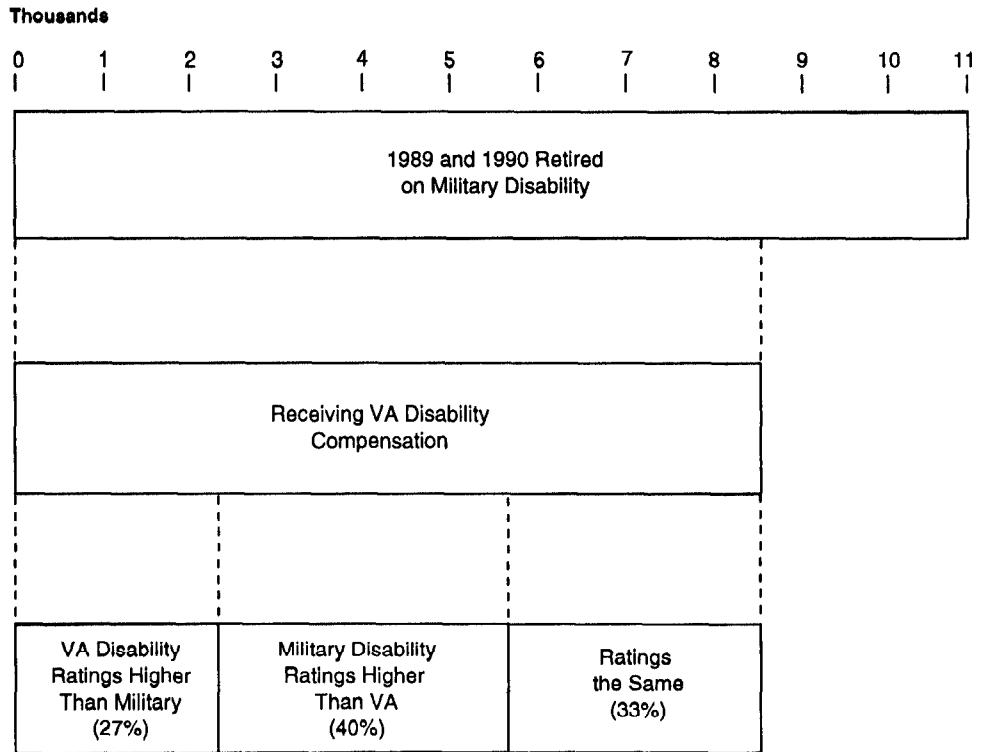 Thousands
0 1 2 3 4 5 6 7 8 9 10 11
1989 and 1990 Retired
on Military Disability
Receiving VA Disability
Compensation
VA Disability
Ratings Higher
Than Military
(27%)
Military Disability
Ratings Higher
Than VA
(40%)
Ratings
the Same
(33%)